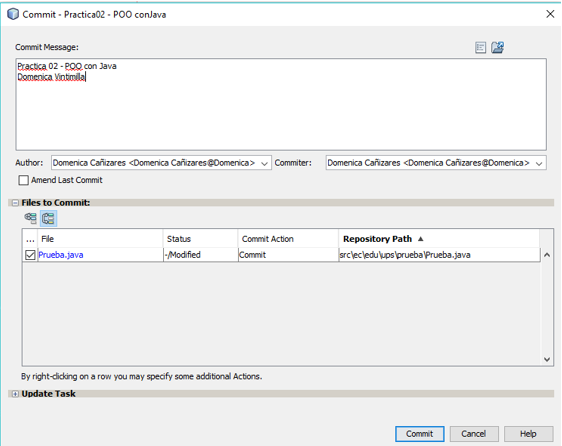 Commit - Practica02 - POO conJava
Commit Message:
Practica 02 - POO con Java
Domenica Vintimilla
Author: Domenica Cañizares <Domenica Cañizares@Domenica> Commiter: Domenica Cañizares <Domenica Cañizares@Domenica>
Amend Last Commit
Files to Commit:
... File Status Commit Action Repository Path
Prueba.java -/Modified Commit src\ec\edu\ups\prueba\Prueba.java
By right-clicking on a row you may specify some additional Actions.
Update Task
Commit Cancel Help